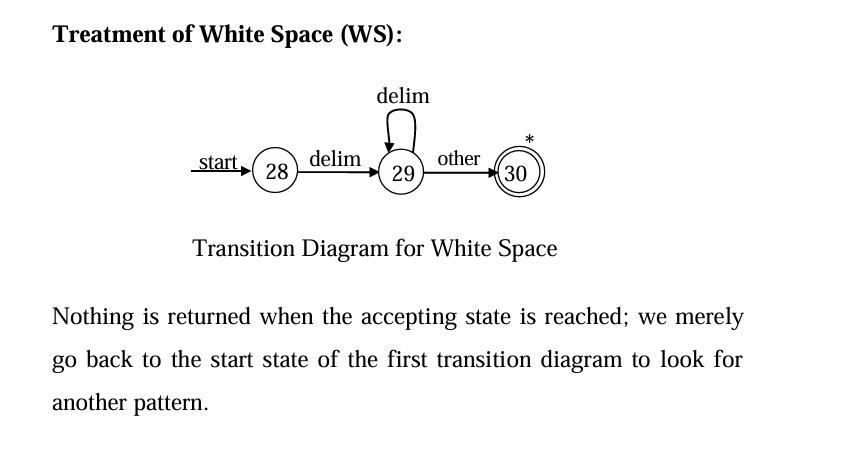 Treatment of White Space (WS):
delim
*
start 28 delim 29 other 30
Transition Diagram for White Space
Nothing is returned when the accepting state is reached; we merely
go back to the start state of the first transition diagram to look for
another pattern.